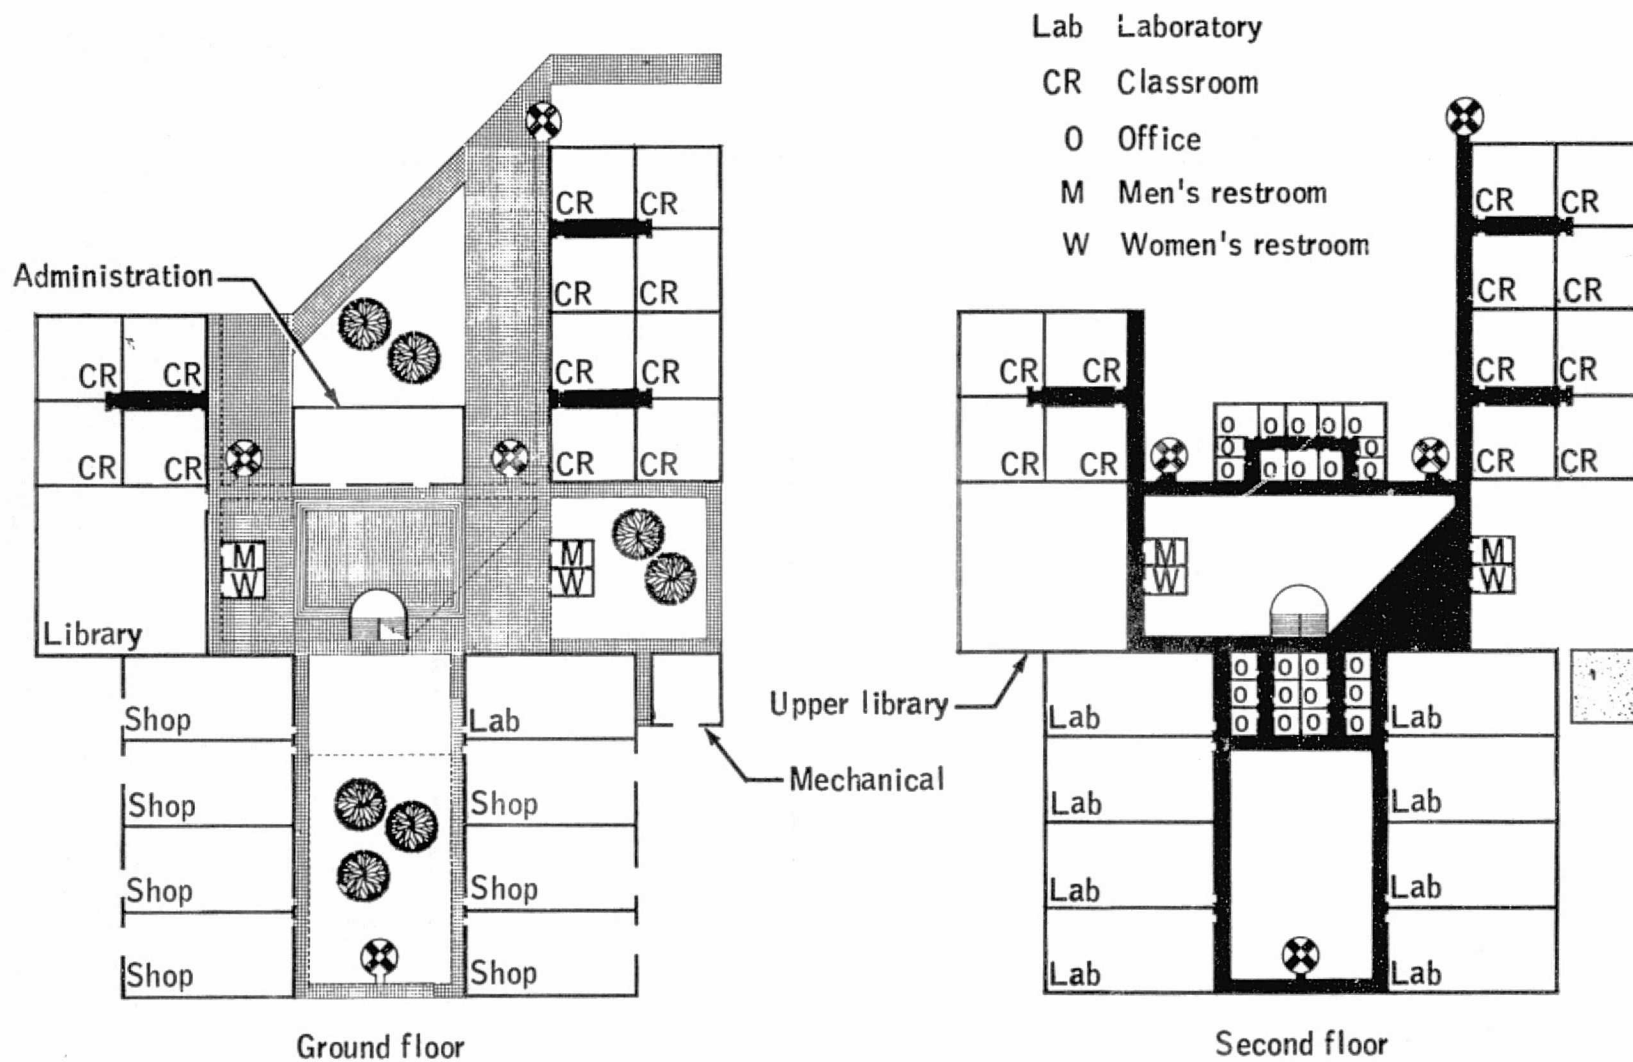 Lab Laboratory
CR Classroom
O Office
M Men's restroom
W Women's restroom
Administration
CR CR
CR CR
CR CR
CR CR
CR CR
CR CR
M
W
M
W
Library
Shop Lab
Shop Shop
Shop Shop
Shop Shop
Mechanical
Ground floor
CR CR
CR CR
CR CR
CR CR
CR CR
CR CR
O O O O O
O O
O O O O O
M
W
M
W
Upper library
O O O O
O O O O
O O O O
Lab Lab
Lab Lab
Lab Lab
Lab Lab
Second floor